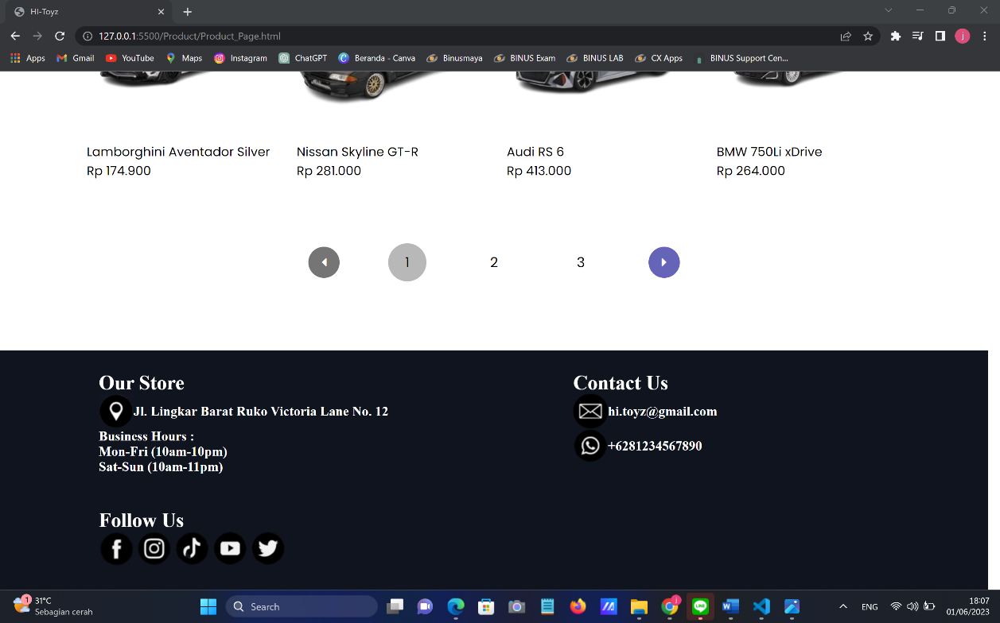 HI-Toyz
127.0.0.1:5500/Product/Product_Page.html
j
Apps Gmail YouTube Maps Instagram ChatGPT Beranda - Canva Binusmaya BINUS Exam BINUS LAB CX Apps BINUS Support Cen...
Lamborghini Aventador Silver Nissan Skyline GT-R Audi RS 6 BMW 750Li xDrive
Rp 174.900 Rp 281.000 Rp 413.000 Rp 264.000
1 2 3
Our Store Contact Us
Jl. Lingkar Barat Ruko Victoria Lane No. 12 hi.toyz@gmail.com
Business Hours :
Mon-Fri (10am-10pm) +6281234567890
Sat-Sun (10am-11pm)
Follow Us
1 31°C
Sebagian cerah
Search
LINE
ENG
18:07
01/06/2023